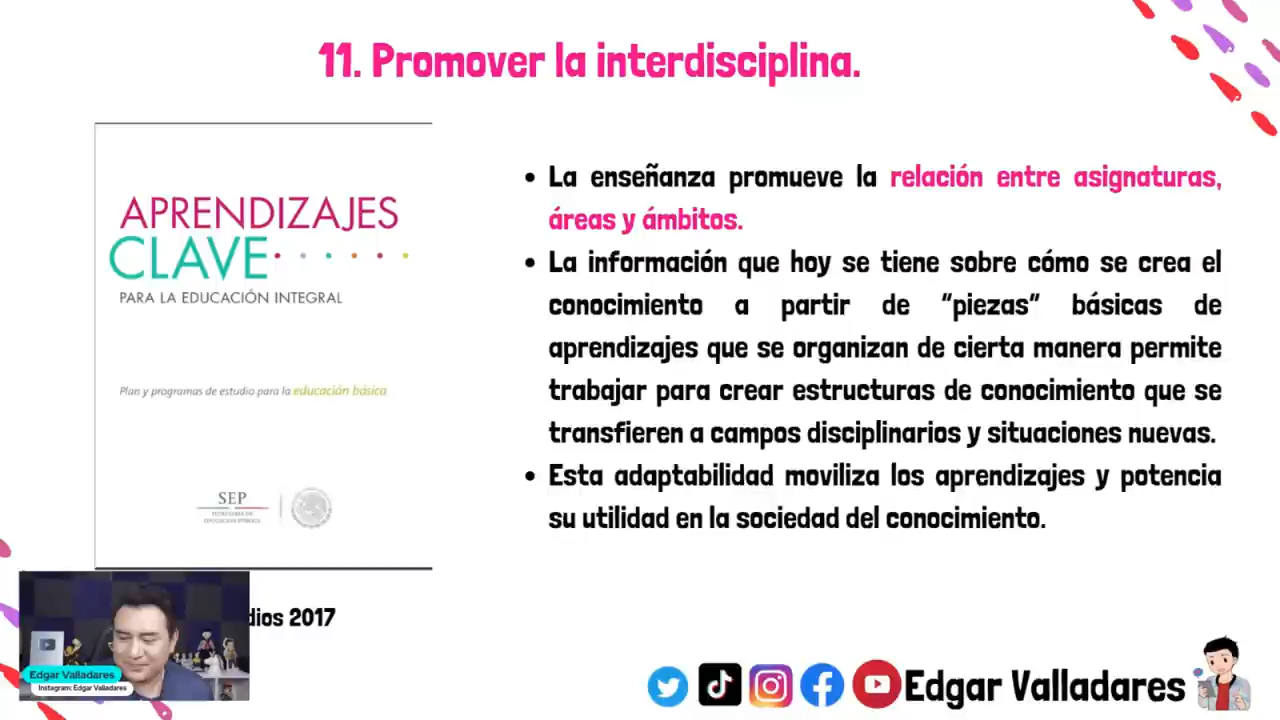 11. Promover la interdisciplina.
APRENDIZAJES
CLAVE
PARA LA EDUCACIÓN INTEGRAL
Plan y programas de estudio para la educación básica
SEP
SECRETARÍA DE
EDUCACIÓN PÚBLICA
• La enseñanza promueve la relación entre asignaturas,
áreas y ámbitos.
• La información que hoy se tiene sobre cómo se crea el
conocimiento a partir de “piezas” básicas de
aprendizajes que se organizan de cierta manera permite
trabajar para crear estructuras de conocimiento que se
transfieren a campos disciplinarios y situaciones nuevas.
• Esta adaptabilidad moviliza los aprendizajes y potencia
su utilidad en la sociedad del conocimiento.
2017
Edgar Valladares
Instagram: Edgar Valladares
Edgar Valladares